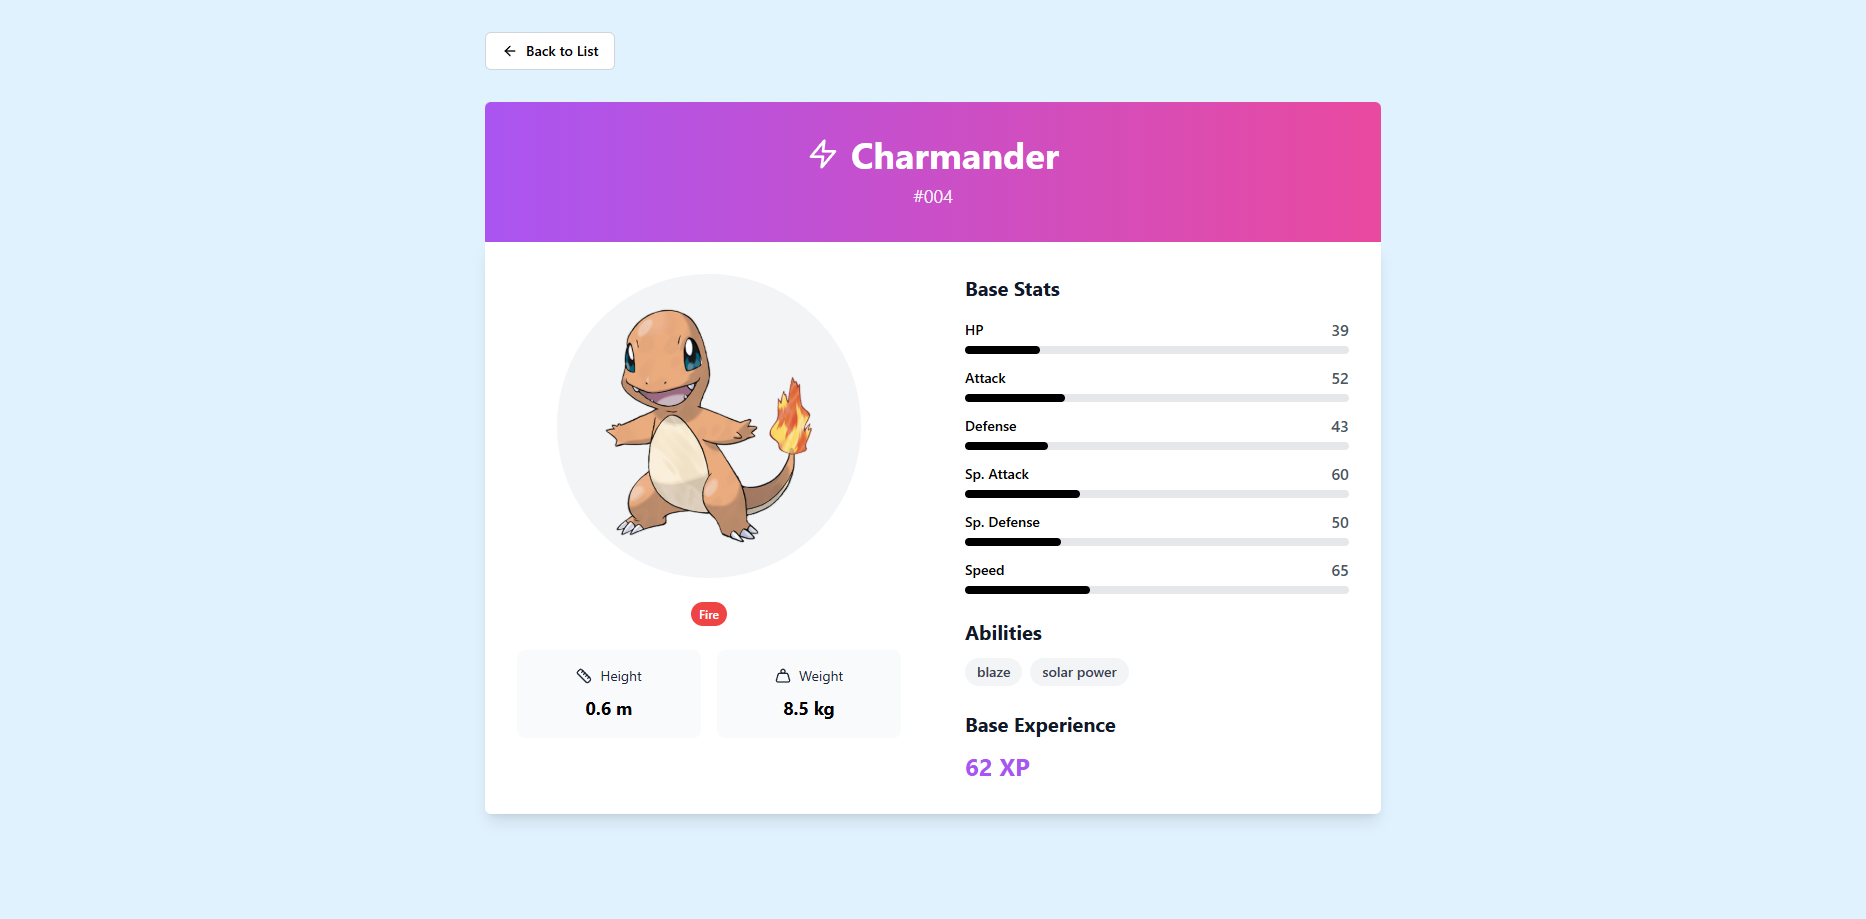 Back to List
Charmander
#004
Fire
Height
0.6 m
Weight
8.5 kg
Base Stats
HP 39
Attack 52
Defense 43
Sp. Attack 60
Sp. Defense 50
Speed 65
Abilities
blaze solar power
Base Experience
62 XP